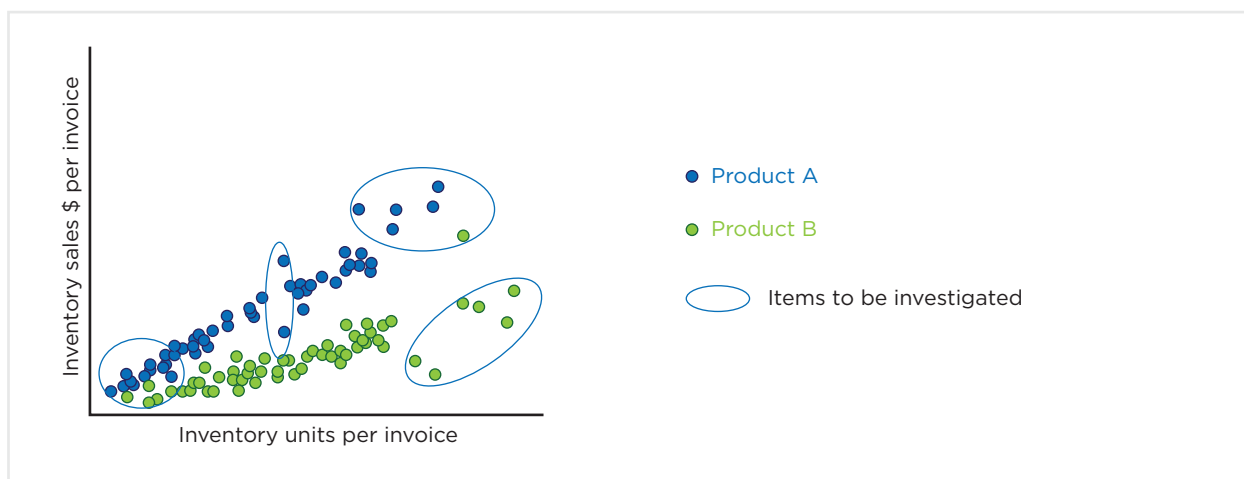 Inventory sales $ per invoice
Inventory units per invoice
Product A
Product B
Items to be investigated